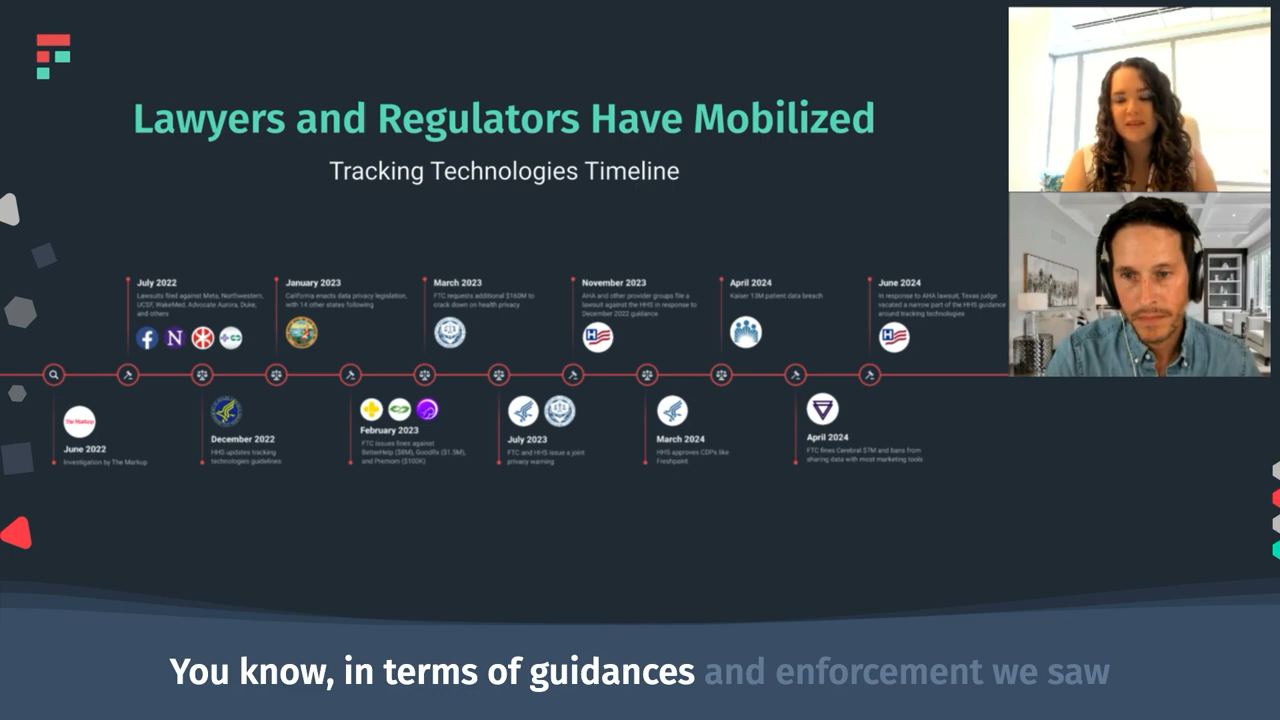 Lawyers and Regulators Have Mobilized
Tracking Technologies Timeline
July 2022
Lawsuits filed against Meta, Northwestern,
UCSF, WakeMed, Advocate Aurora, Duke,
and others
January 2023
California enacts data privacy legislation,
with 14 other states following
March 2023
FTC requests additional $160M to
crack down on health privacy
November 2023
AHA and other provider groups file a
lawsuit against the HHS in response to
December 2022 guidance
April 2024
Kaiser 13M patient data breach
June 2024
In response to AHA lawsuit, Texas judge
vacated a narrow part of the HHS guidance
around tracking technologies
The Markup
June 2022
Investigation by The Markup
December 2022
HHS updates tracking
technologies guidelines
February 2023
FTC issues fines against
BetterHelp ($8M), GoodRx ($1.5M),
and Premom ($100K)
July 2023
FTC and HHS issue a joint
privacy warning
March 2024
HHS approves CDPs like
Freshpaint
April 2024
FTC fines Cerebral $7M and bans from
sharing data with most marketing tools
You know, in terms of guidances and enforcement we saw